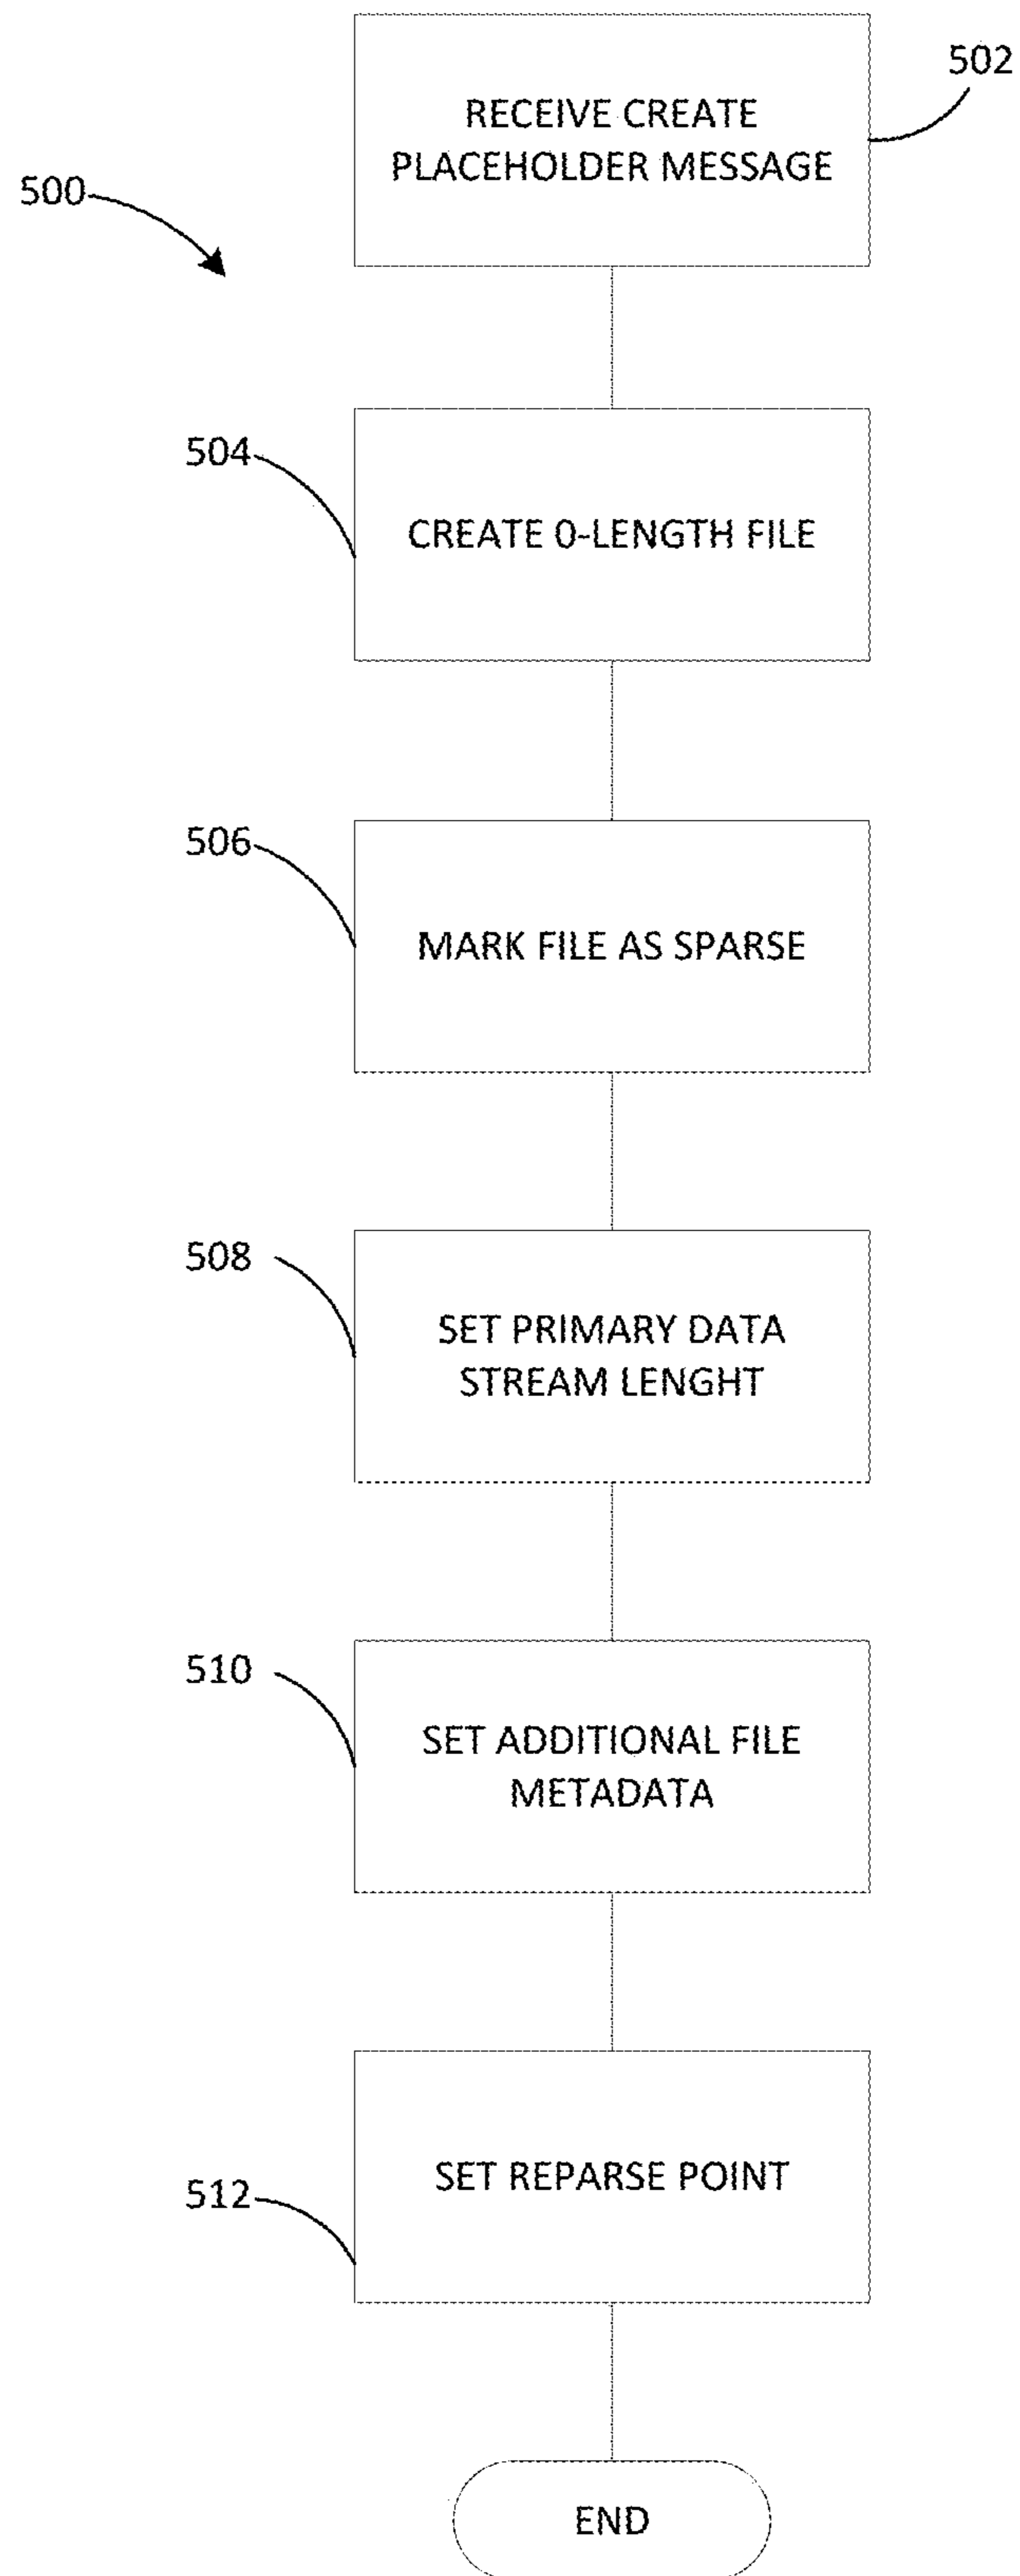 502
RECEIVE CREATE
PLACEHOLDER MESSAGE
500
504
CREATE 0-LENGTH FILE
506
MARK FILE AS SPARSE
508
SET PRIMARY DATA
STREAM LENGHT
510
SET ADDITIONAL FILE
METADATA
SET REPARSE POINT
512
END